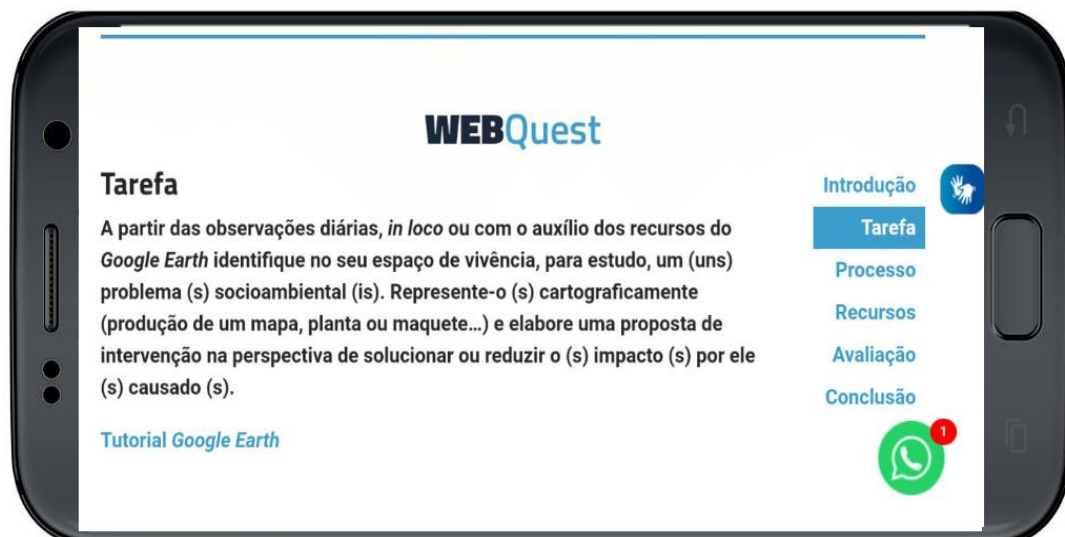 WEBQuest
Tarefa
A partir das observações diárias, in loco ou com o auxílio dos recursos do
Google Earth identifique no seu espaço de vivência, para estudo, um (uns)
problema (s) socioambiental (is). Represente-o (s) cartograficamente
(produção de um mapa, planta ou maquete...) e elabore uma proposta de
intervenção na perspectiva de solucionar ou reduzir o (s) impacto (s) por ele
(s) causado (s).
Tutorial Google Earth
Introdução
Tarefa
Processo
Recursos
Avaliação
Conclusão
1